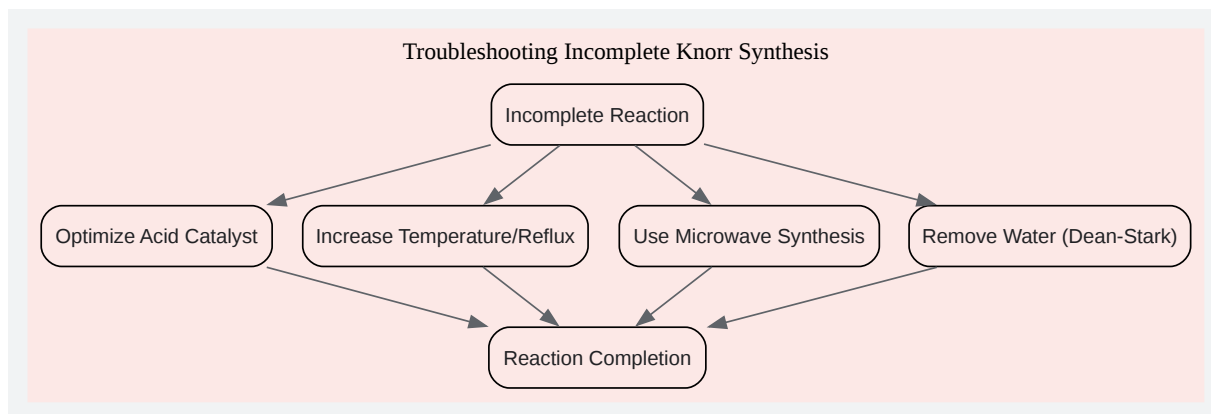 Troubleshooting Incomplete Knorr Synthesis
Incomplete Reaction
Optimize Acid Catalyst
Increase Temperature/Reflux
Use Microwave Synthesis
Remove Water (Dean-Stark)
Reaction Completion